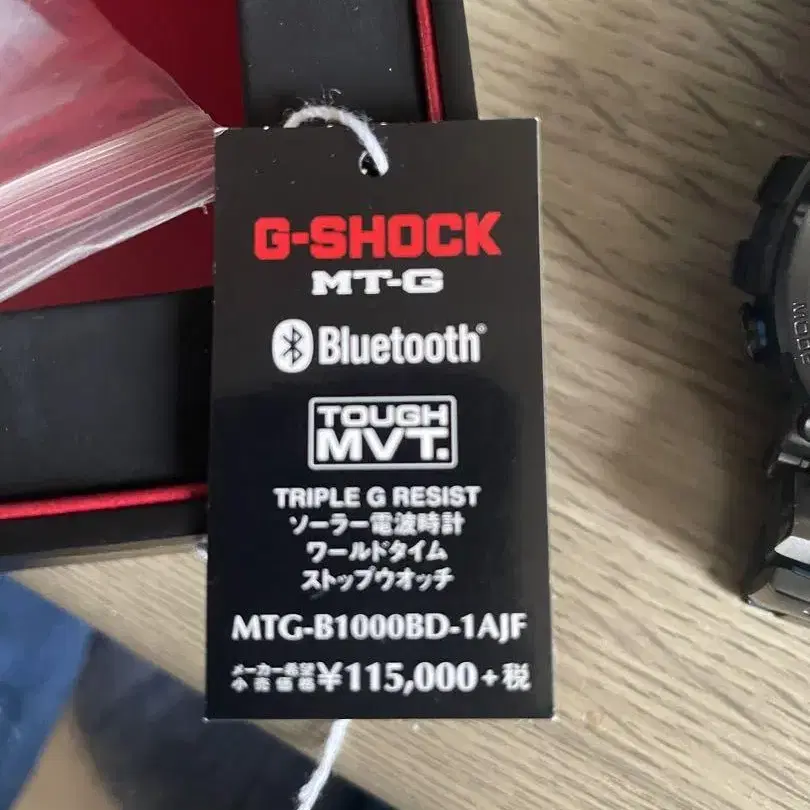 G-SHOCK
MT-G
Bluetooth®
TOUGH
MVT.
TRIPLE G RESIST
ソーラー電波時計
ワールドタイム
ストップウオッチ
MTG-B1000BD-1AJF
メーカー希望小売価格¥115,000+税
MODE